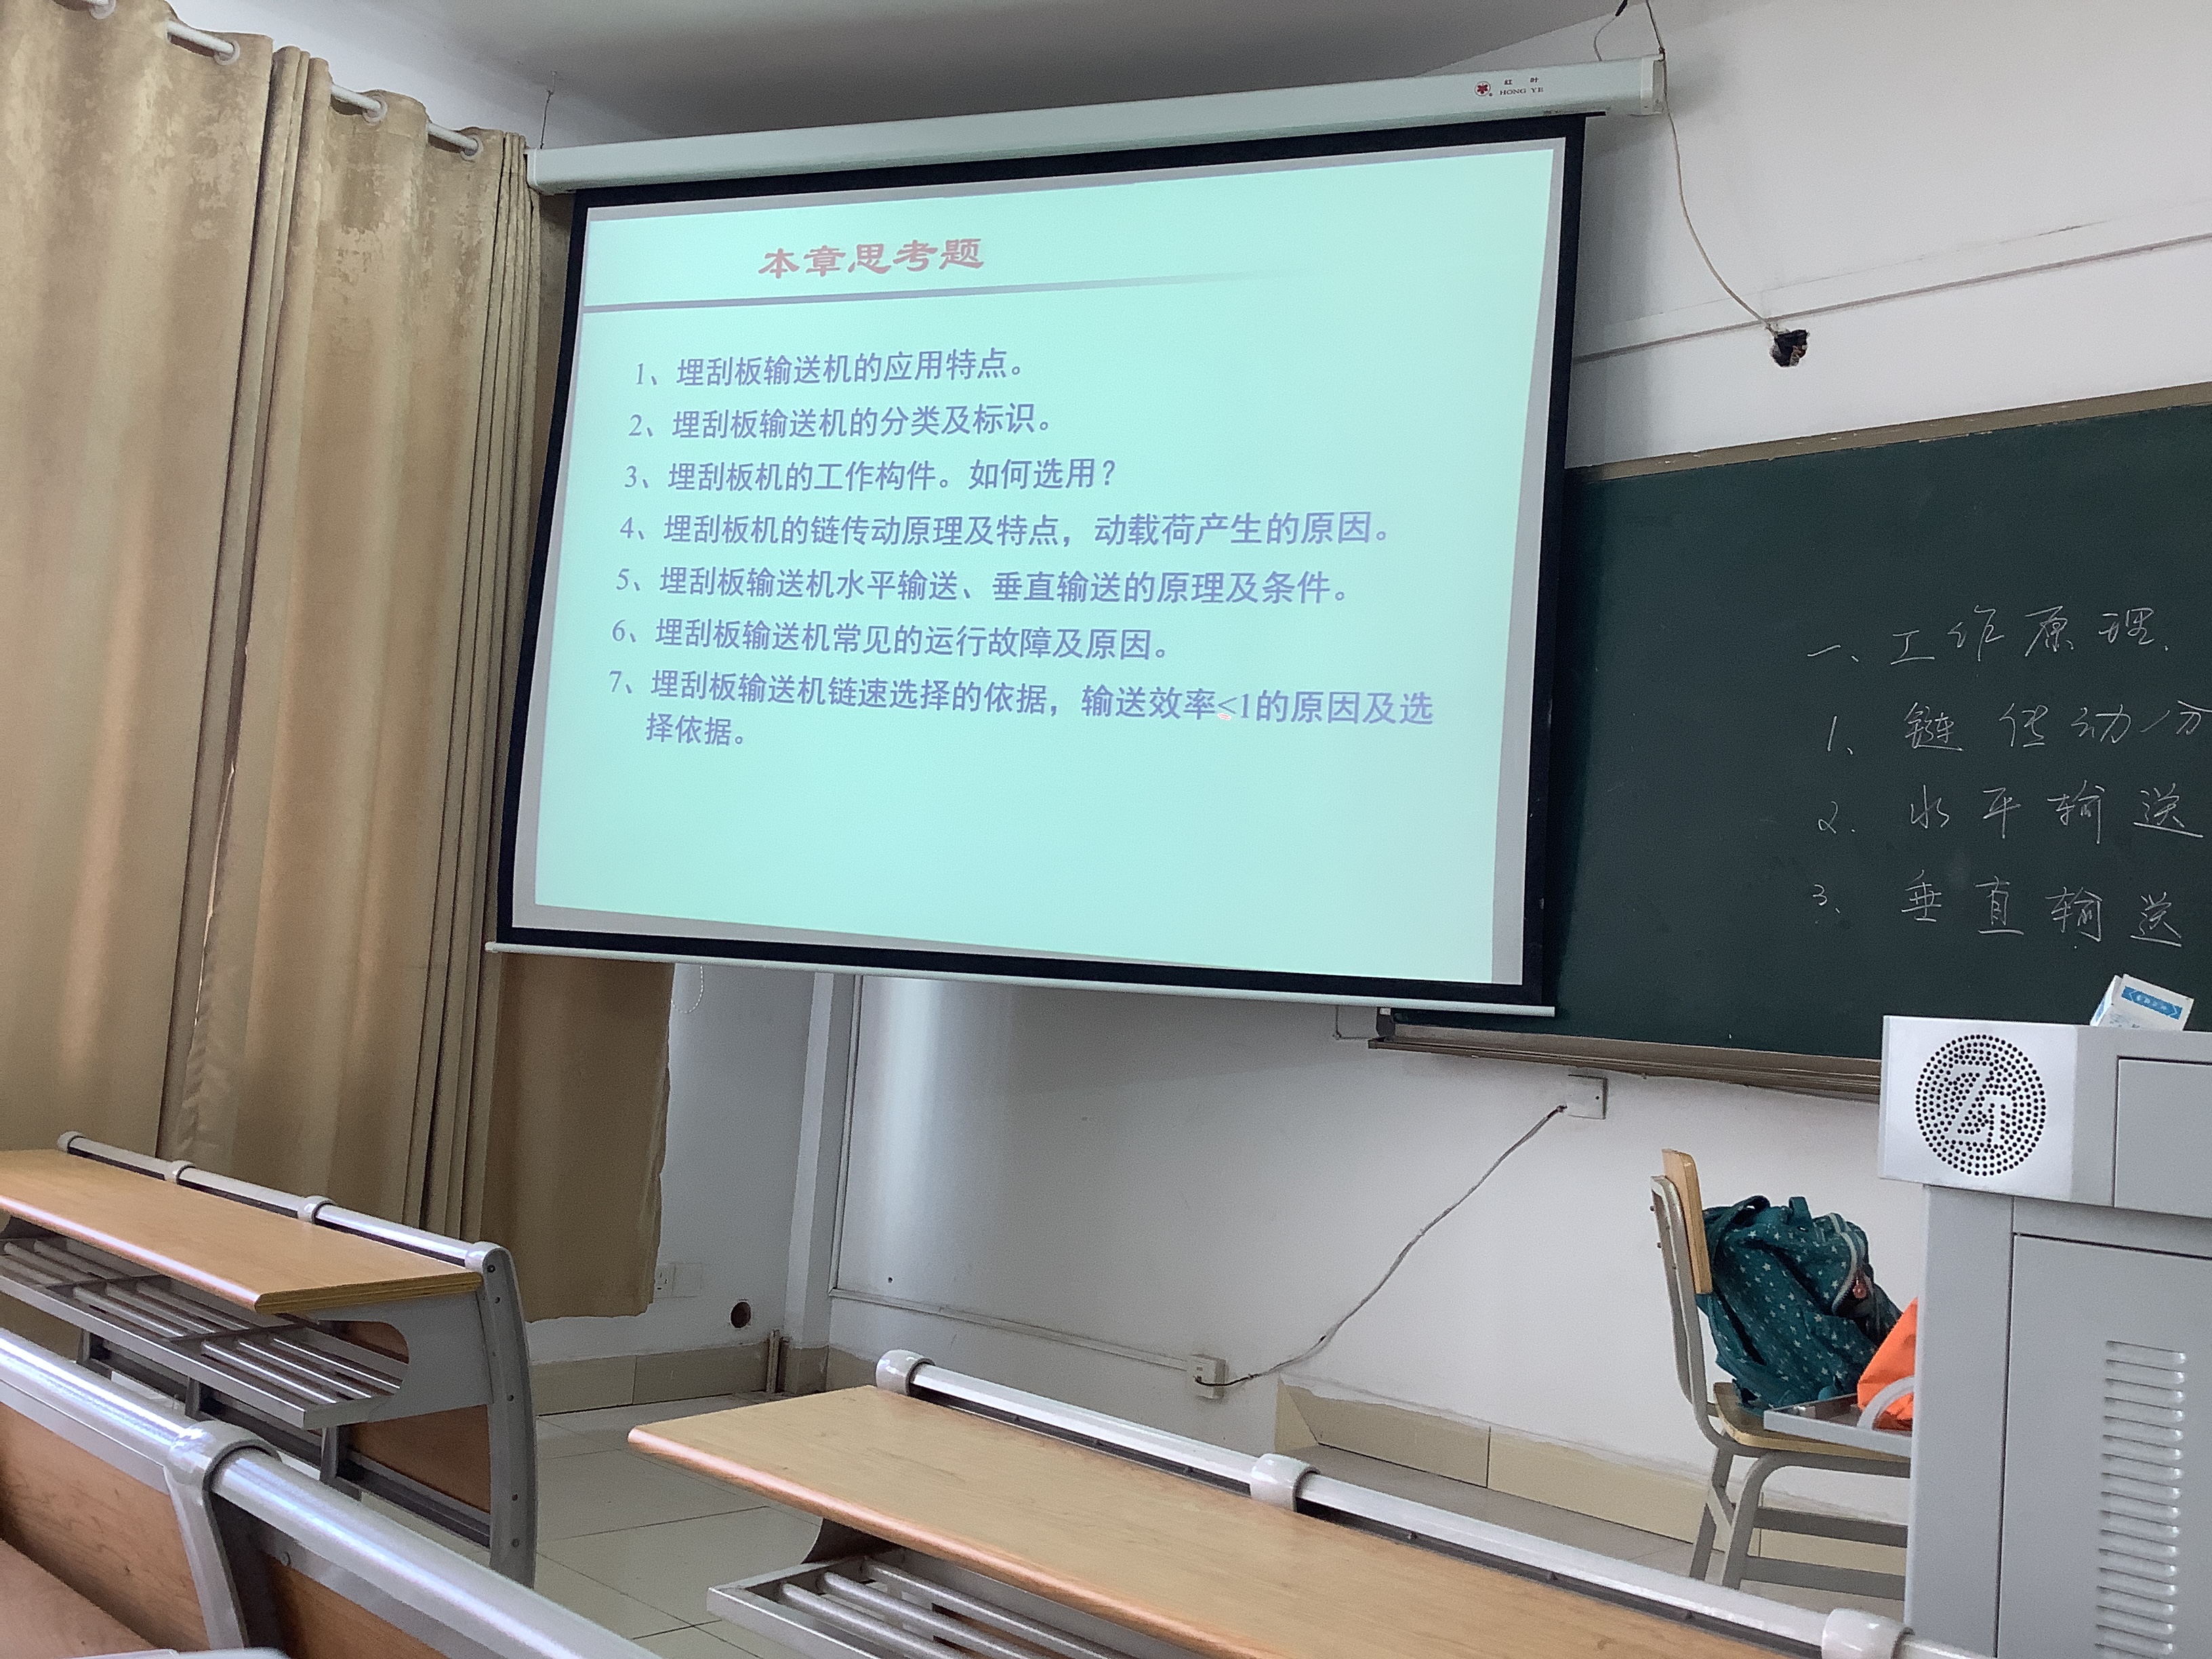 红叶
HONG YE
本章思考题
1、埋刮板输送机的应用特点。
2、埋刮板输送机的分类及标识。
3、埋刮板机的工作构件。如何选用？
4、埋刮板机的链传动原理及特点，动载荷产生的原因。
5、埋刮板输送机水平输送、垂直输送的原理及条件。
6、埋刮板输送机常见的运行故障及原因。
7、埋刮板输送机链速选择的依据，输送效率<1的原因及选
择依据。
一、工作原理.
1、链传动分
2.水平输送
3、垂直输送